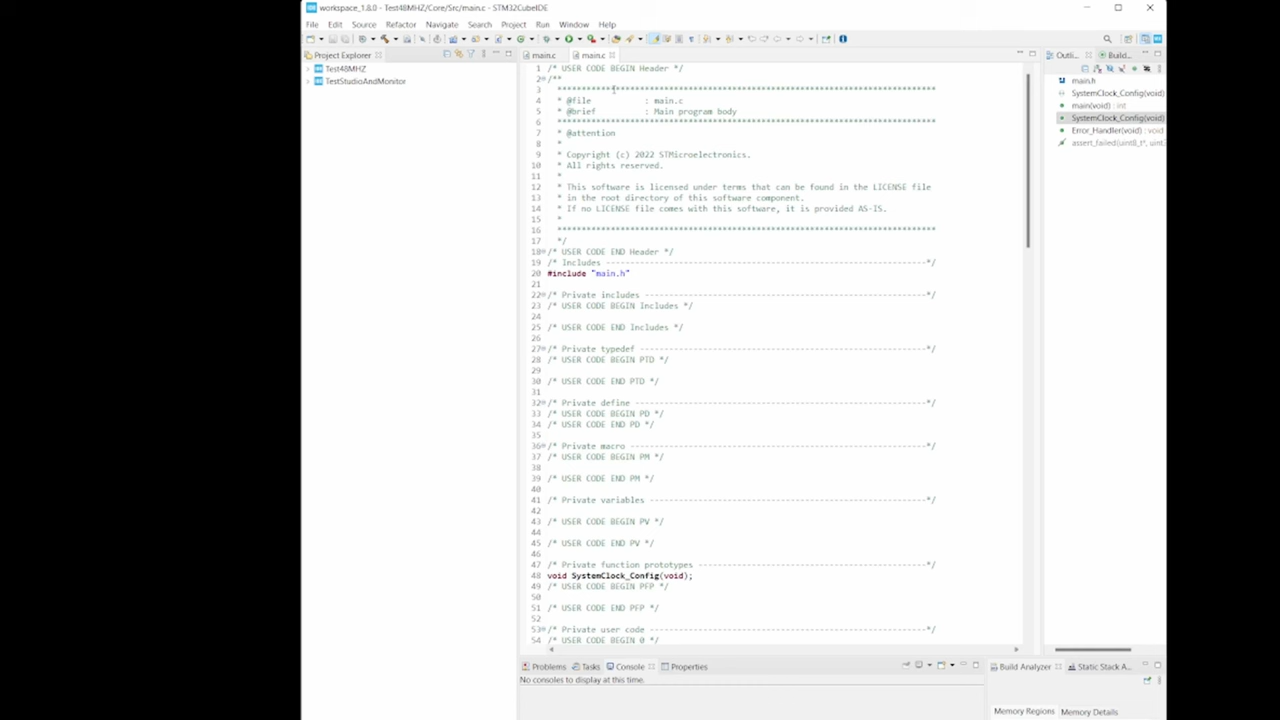 workspace_1.8.0 - Test48MHZ/Core/Src/main.c - STM32CubeIDE
File Edit Source Refactor Navigate Search Project Run Window Help
Project Explorer
Test48MHZ
TestStudioAndMonitor
main.c main.c
1 /* USER CODE BEGIN Header */
2 /**
3 ******************************************************************************
4 * @file : main.c
5 * @brief : Main program body
6 ******************************************************************************
7 * @attention
8 *
9 * Copyright (c) 2022 STMicroelectronics.
10 * All rights reserved.
11 *
12 * This software is licensed under terms that can be found in the LICENSE file
13 * in the root directory of this software component.
14 * If no LICENSE file comes with this software, it is provided AS-IS.
15 *
16 ******************************************************************************
17 */
18 /* USER CODE END Header */
19 /* Includes ------------------------------------------------------------------*/
20 #include "main.h"
21
22 /* Private includes ----------------------------------------------------------*/
23 /* USER CODE BEGIN Includes */
24
25 /* USER CODE END Includes */
26
27 /* Private typedef -----------------------------------------------------------*/
28 /* USER CODE BEGIN PTD */
29
30 /* USER CODE END PTD */
31
32 /* Private define ------------------------------------------------------------*/
33 /* USER CODE BEGIN PD */
34 /* USER CODE END PD */
35
36 /* Private macro -------------------------------------------------------------*/
37 /* USER CODE BEGIN PM */
38
39 /* USER CODE END PM */
40
41 /* Private variables ---------------------------------------------------------*/
42
43 /* USER CODE BEGIN PV */
44
45 /* USER CODE END PV */
46
47 /* Private function prototypes -----------------------------------------------*/
48 void SystemClock_Config(void);
49 /* USER CODE BEGIN PFP */
50
51 /* USER CODE END PFP */
52
53 /* Private user code ---------------------------------------------------------*/
54 /* USER CODE BEGIN 0 */
Outli... Build...
main.h
SystemClock_Config(void)
main(void) : int
SystemClock_Config(void)
Error_Handler(void) : void
assert_failed(uint8_t*, uint3
Problems Tasks Console Properties
No consoles to display at this time.
Build Analyzer Static Stack A...
Memory Regions Memory Details